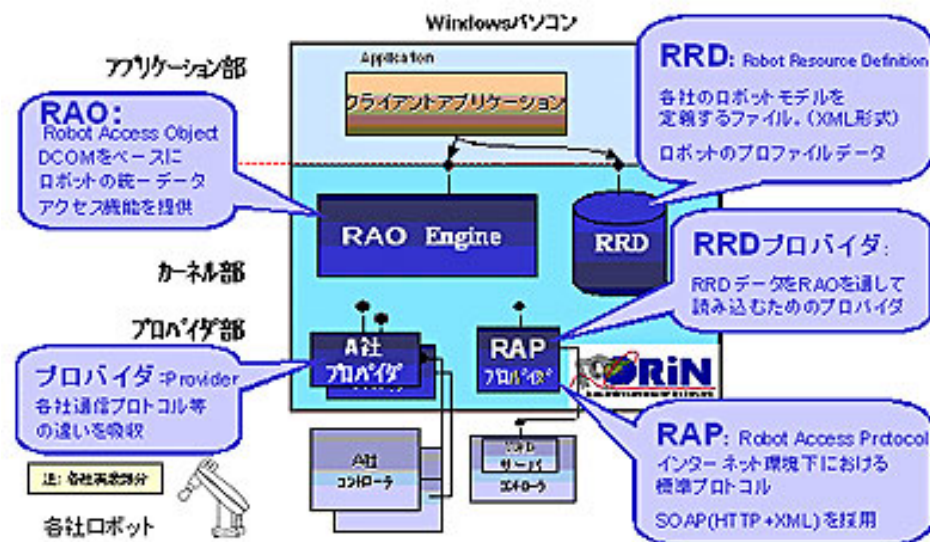 Windowsパソコン
アプリケーション部
Application
クライアントアプリケーション
RAO:
Robot Access Object
DCOMをベースに
ロボットの統一データ
アクセス機能を提供
RRD: Robot Resource Definition
各社のロボットモデルを
定義するファイル。(XML形式)
ロボットのプロファイルデータ
RAO Engine
RRD
カーネル部
RRDプロバイダ:
RRDデータをRAOを通して
読み込むためのプロバイダ
プロバイダ部
A社
プロバイダ
RAP
プロバイダ
ORiN
プロバイダ:Provider
各社通信プロトコル等
の違いを吸収
A社
コントローラ
サーバ
コントローラ
RAP: Robot Access Protocol
インターネット環境下における
標準プロトコル
SOAP(HTTP+XML)を採用
注:各社実装部分
各社ロボット